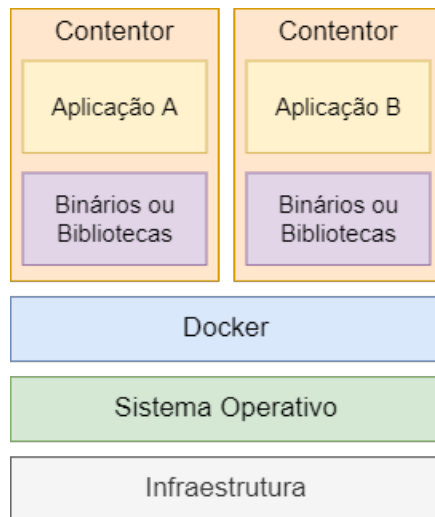 Contentor
Aplicação A
Binários ou
Bibliotecas
Contentor
Aplicação B
Binários ou
Bibliotecas
Docker
Sistema Operativo
Infraestrutura